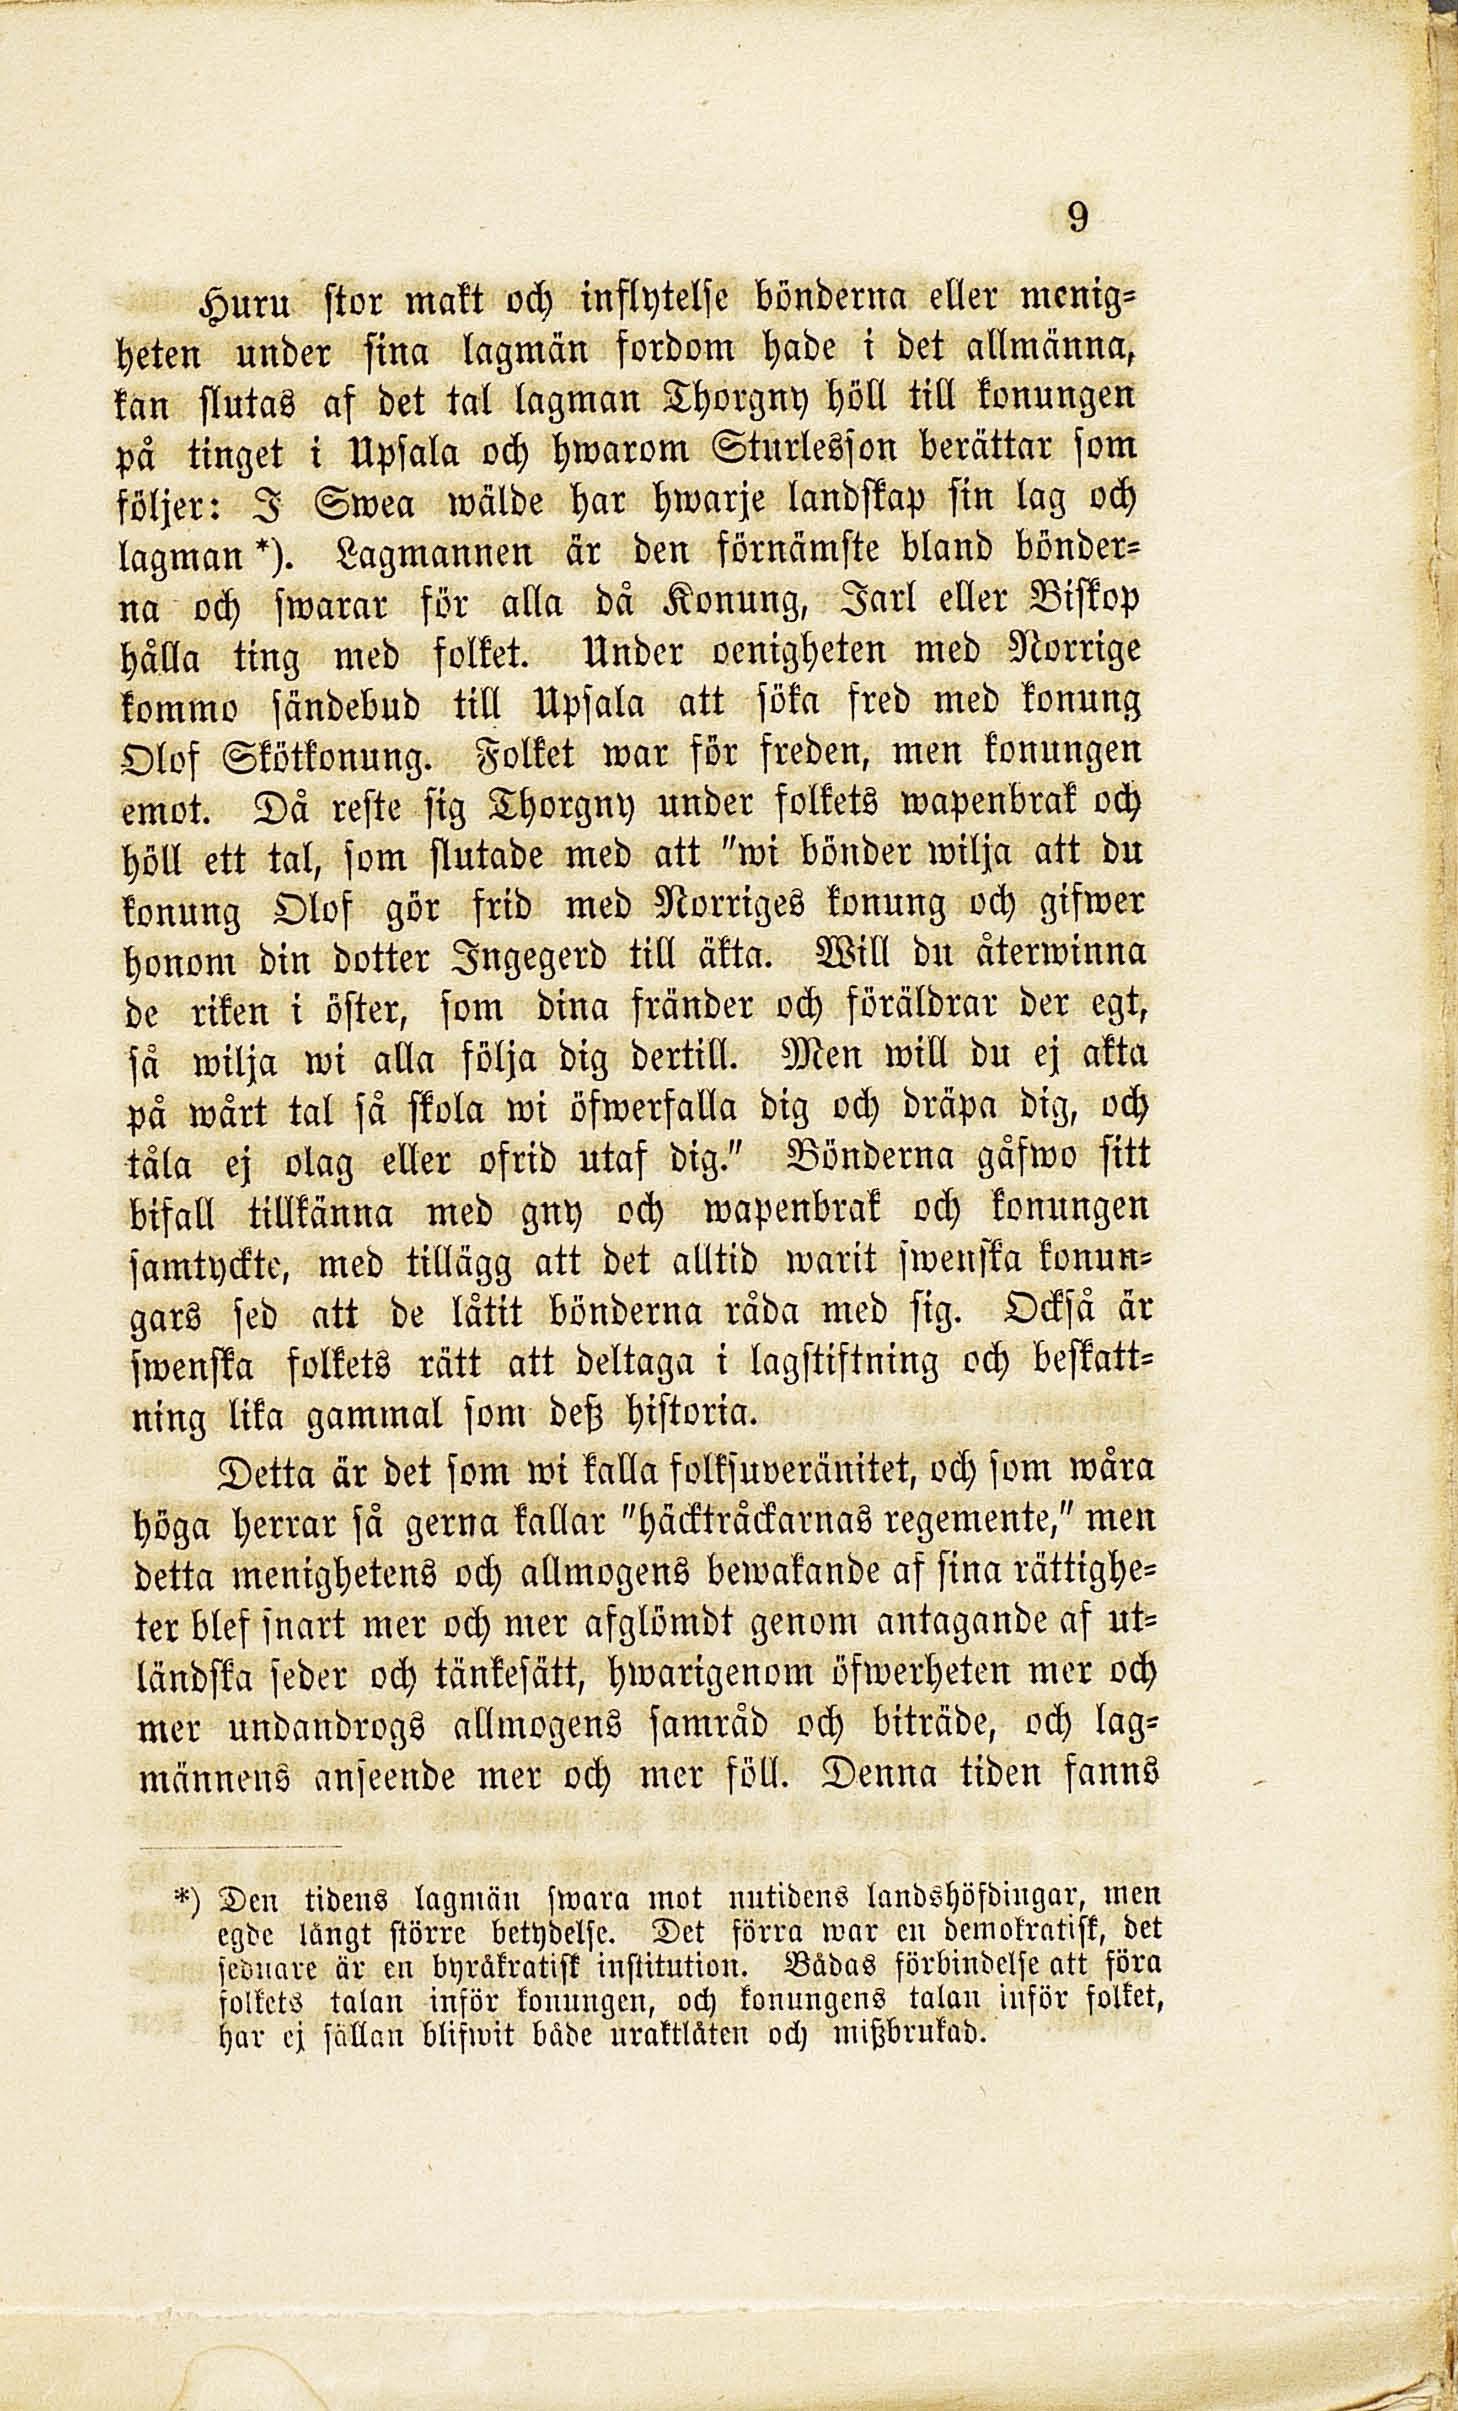 9
Huru stor makt och inflytelse bönderna eller menig=
heten under sina lagmän fordom hade i det allmänna,
kan slutas af det tal lagman Thorgny höll till konungen
på tinget i Upsala och hwarom Sturlesson berättar som
följer: I Swea wälde har hwarje landskap sin lag och
lagman *). Lagmannen är den förnämste bland bönder=
na och swarar för alla då Konung, Jarl eller Biskop
hålla ting med folket. Under oenigheten med Norrige
kommo sändebud till Upsala att söka fred med konung
Olof Skötkonung. Folket war för freden, men konungen
emot. Då reste sig Thorgny under folkets wapenbrak och
höll ett tal, som slutade med att "wi bönder wilja att du
konung Olof gör frid med Norriges konung och gifwer
honom din dotter Ingegerd till äkta. Will du återwinna
de riken i öster, som dina fränder och föräldrar der egt,
så wilja wi alla följa dig dertill. Men will du ej akta
på wårt tal så skola wi öfwerfalla dig och dräpa dig, och
tåla ej olag eller ofrid utaf dig." Bönderna gåfwo sitt
bifall tillkänna med gny och wapenbrak och konungen
samtyckte, med tillägg att det alltid warit swenska konun=
gars sed att de låtit bönderna råda med sig. Också är
swenska folkets rätt att deltaga i lagstiftning och beskatt=
ning lika gammal som deß historia.
Detta är det som wi kalla folksuveränitet, och som wåra
höga herrar så gerna kallar "häcktråckarnas regemente," men
detta menighetens och allmogens bewakande af sina rättighe=
ter blef snart mer och mer afglömdt genom antagande af ut=
ländska seder och tänkesätt, hwarigenom öfwerheten mer och
mer undandrogs allmogens samråd och biträde, och lag=
männens anseende mer och mer föll. Denna tiden fanns
*) Den tidens lagmän swara mot nutidens landshöfdingar, men
egde långt större betydelse. Det förra war en demokratisk, det
sednare är en byråkratisk institution. Bådas förbindelse att föra
folkets talan inför konungen, och konungens talan inför folket,
har ej sällan blifwit både uraktlåten och mißbrukad.